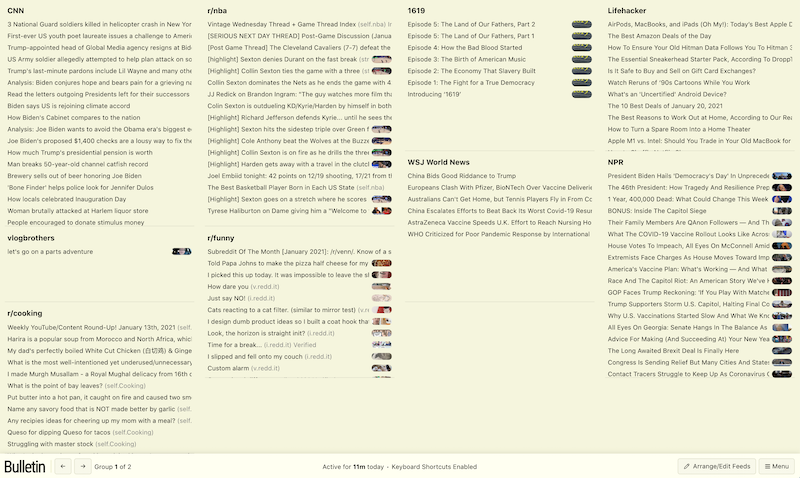 CNN
3 National Guard soldiers killed in helicopter crash in New Yor
First-ever US youth poet laureate issues a challenge to Americ
Trump-appointed head of Global Media agency resigns at Bid
US Army soldier allegedly attempted to help plan attack on so
Trump's last-minute pardons include Lil Wayne and many othe
Analysis: Biden conjures hope and bears pain for a grieving na
Read the letters outgoing Presidents left for their successors
Biden says US is rejoining climate accord
How Biden's Cabinet compares to the nation
Analysis: Joe Biden wants to avoid the Obama era's biggest e
Joe Biden's proposed $1,400 checks are a lousy way to fix the
How much Trump's presidential pension is worth
Man breaks 50-year-old channel catfish record
Brewery sells out of beer honoring Joe Biden
'Bone Finder' helps police look for Jennifer Dulos
How locals celebrated Inauguration Day
Woman brutally attacked at Harlem liquor store
People encouraged to donate stimulus money
vlogbrothers
let's go on a parts adventure
r/cooking
Weekly YouTube/Content Round-Up! January 13th, 2021 (self.
Harira is a popular soup from Morocco and North Africa, whic
My dad's perfectly boiled White Cut Chicken (白切鸡) & Ginge
What is the most well-intentioned yet underused/unnecessary
I made Murgh Musallam - a Royal Mughal delicacy from 16th c
What is the point of bay leaves? (self.Cooking)
Put butter into a hot pan, it caught on fire and caused two sm
Name any savory food that is NOT made better by garlic (self.
Any recipies ideas for cheering up my mom with a meal? (self.
Queso for dipping Queso for tacos (self.Cooking)
Struggling with master stock (self.Cooking)
r/nba
Vintage Wednesday Thread + Game Thread Index (self.nba)
[SERIOUS NEXT DAY THREAD] Post-Game Discussion (Januar
[Post Game Thread] The Cleveland Cavaliers (7-7) defeat the
[Highlight] Sexton denies Durant on the fast break (str
[Highlight] Collin Sexton ties the game with a three (st
Colin Sexton dominates the Nets as he ends the game with 4
JJ Redick on Brandon Ingram: "The guy watches more film th
Colin Sexton is outdueling KD/Kyrie/Harden by himself in both
[Highlight] Richard Jefferson defends Kyrie... until he sees the
[Highlight] Sexton hits the sidestep triple over Green f
[Highlight] Cole Anthony beat the Wolves at the Buzze
[Highlight] Collin Sexton is on fire as he drills the three
[Highlight] Harden gets away with a travel in the clutch
Joel Embiid tonight: 42 points on 12/19 shooting, 17/21 from t
The Best Basketball Player Born in Each US State (self.nba)
[Highlight] Sexton goes on a stretch where he scores
Tyrese Haliburton on Dame giving him a "Welcome to
r/funny
Subreddit Of The Month [January 2021]: /r/venn/. Know of a s
Told Papa Johns to make the pizza half cheese for my
I picked this up today. It was impossible to leave the st
How dare you (v.redd.it)
Just say NO! (i.redd.it)
Cats reacting to a cat filter. (similar to mirror test) (v.
I design dumb product ideas so I built a coat hook tha
Look, the horizon is straight init? (i.redd.it)
Time for a break... (i.redd.it) Verified
I slipped and fell onto my couch (i.redd.it)
Custom alarm (v.redd.it)
1619
Episode 5: The Land of Our Fathers, Part 2
Episode 5: The Land of Our Fathers, Part 1
Episode 4: How the Bad Blood Started
Episode 3: The Birth of American Music
Episode 2: The Economy That Slavery Built
Episode 1: The Fight for a True Democracy
Introducing '1619'
WSJ World News
China Bids Good Riddance to Trump
Europeans Clash With Pfizer, BioNTech Over Vaccine Deliverie
Australians Can't Get Home, but Tennis Players Fly in From Co
China Escalates Efforts to Beat Back Its Worst Covid-19 Resur
AstraZeneca Vaccine Speeds U.K. Effort to Reach Nursing Ho
WHO Criticized for Poor Pandemic Response by International
Lifehacker
AirPods, MacBooks, and iPads (Oh My!): Today's Best Apple D
The Best Amazon Deals of the Day
How To Ensure Your Old Hitman Data Follows You To Hitman 3
The Essential Sneakerhead Starter Pack, According to Our Rea
Is It Safe to Buy and Sell on Gift Card Exchanges?
Watch Reruns of '90s Cartoons While You Work
What's an 'Uncertified' Android Device?
The 10 Best Deals of January 20, 2021
The Best Reasons to Work Out at Home, According to Dropp
How to Turn a Spare Room Into a Home Theater
Apple M1 vs. Intel: Should You Trade in Your Old MacBook for
NPR
President Biden Hails 'Democracy's Day' In Unprecede
The 46th President: How Tragedy And Resilience Prep
1 Year, 400,000 Dead: What Could Change This Week
BONUS: Inside The Capitol Siege
What Families Are QAnon Followers — And Th
What The COVID-19 Vaccine Rollout Looks Like Acros
House Votes To Impeach, All Eyes On McConnell Amid
Extremists Face Charges As House Moves Toward Imp
America's Vaccine Plan: What's Working — And What
Race And The Capitol Riot: An American Story We've H
GOP Faces Trump Reckoning: 'If You Play With Matche
Trump Supporters Storm U.S. Capitol, Halting Final Co
Why U.S. Vaccinations Started Slow And What We Kno
All Eyes On Georgia: Senate Hangs In The Balance As
Advice For Making (And Succeeding At) Your New Year
The Long Awaited Brexit Deal Is Finally Here
Congress Is Sending Relief But Many Cities And States
Contact Tracers Struggle to Keep Up As Coronavirus C
Bulletin
← → Group 1 of 2
Active for 11m today - Keyboard Shortcuts Enabled
Arrange/Edit Feeds
Menu